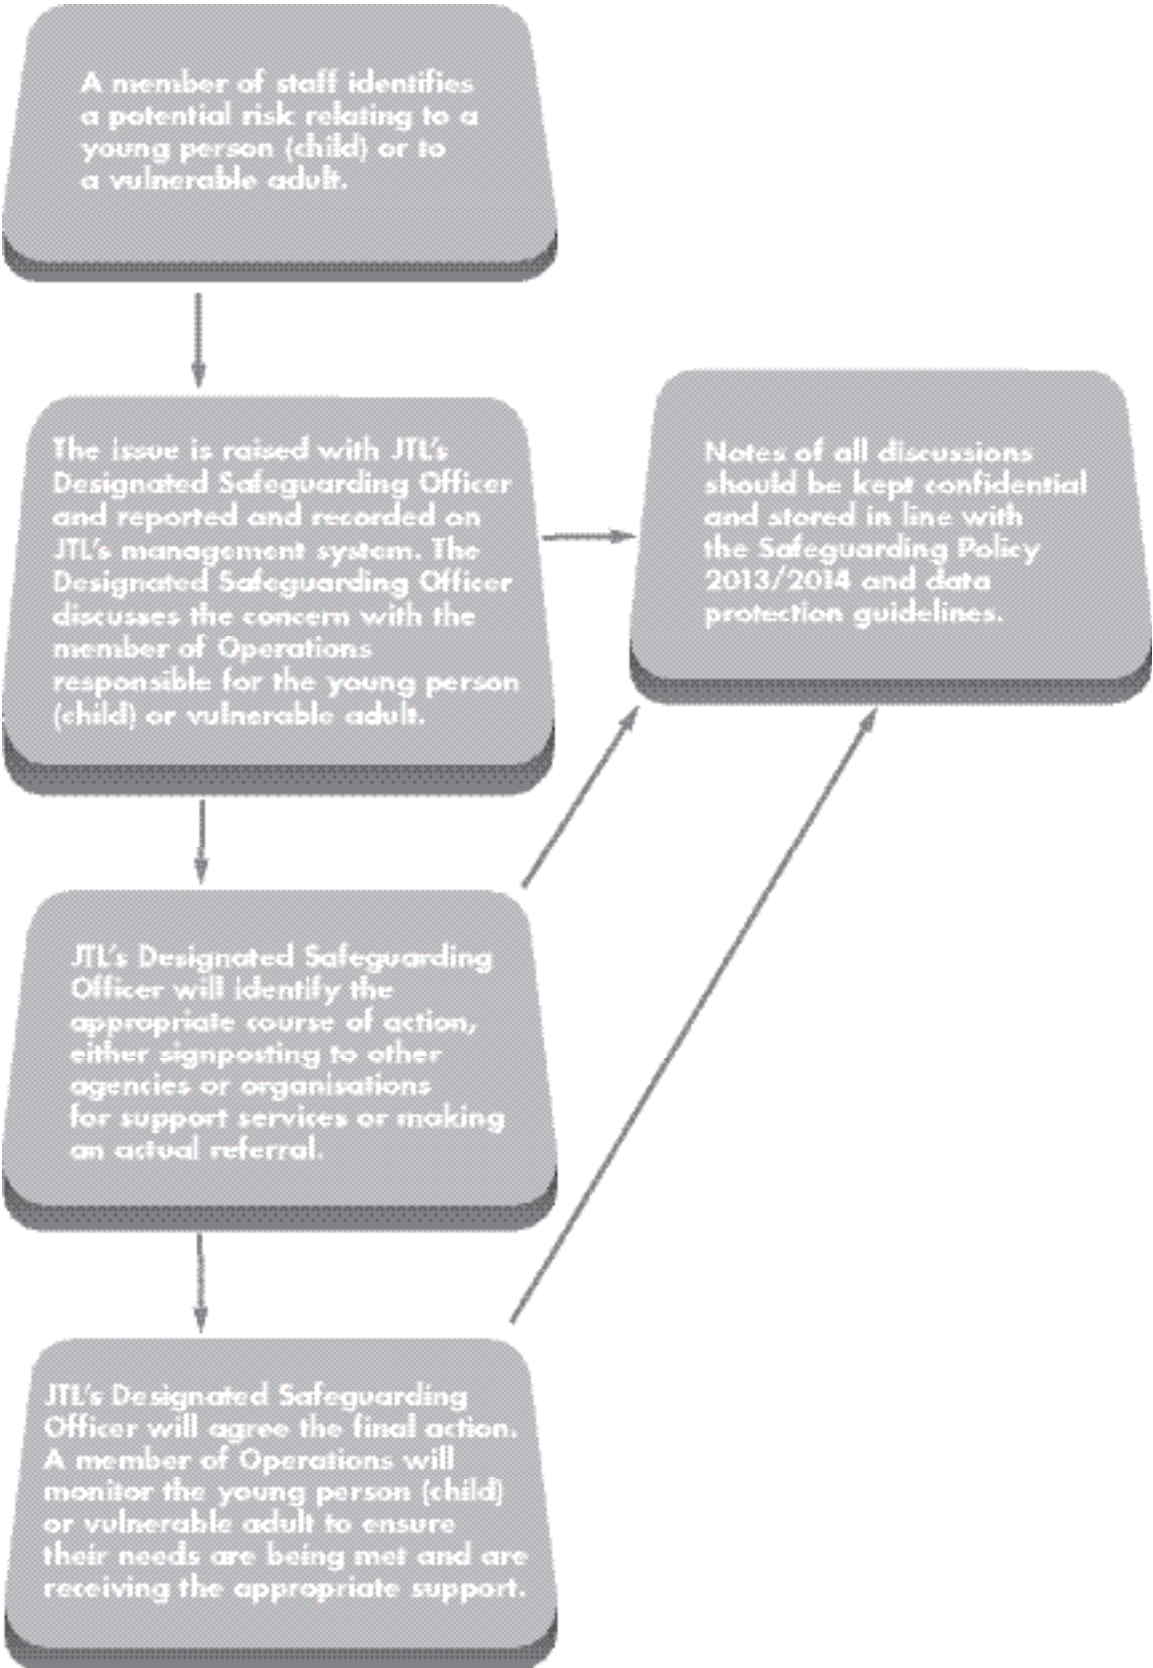 A member of staff identifies
a potential risk relating to a
young person (child) or to
a vulnerable adult.
The issue is raised with JTL's
Designated Safeguarding Officer
and reported and recorded on
JTL's management system. The
Designated Safeguarding Officer
discusses the concern with the
member of Operations
responsible for the young person
(child) or vulnerable adult.
Notes of all discussions
should be kept confidential
and stored in line with
the Safeguarding Policy
2013/2014 and data
protection guidelines.
JTL's Designated Safeguarding
Officer will identify the
appropriate course of action,
either signposting to other
agencies or organisations
for support services or making
an actual referral.
JTL's Designated Safeguarding
Officer will agree the final action.
A member of Operations will
monitor the young person (child)
or vulnerable adult to ensure
their needs are being met and are
receiving the appropriate support.